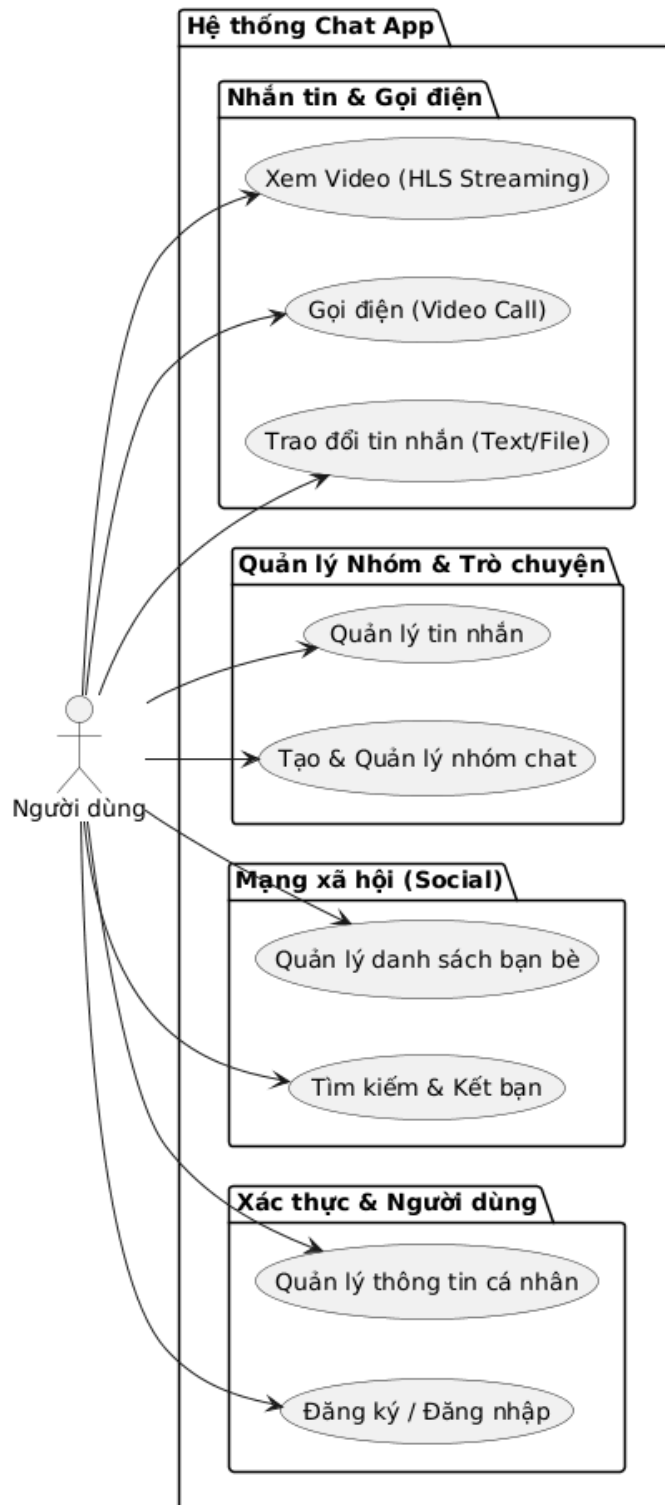 Hệ thống Chat App
Nhắn tin & Gọi điện
Xem Video (HLS Streaming)
Gọi điện (Video Call)
Trao đổi tin nhắn (Text/File)
Quản lý Nhóm & Trò chuyện
Quản lý tin nhắn
Tạo & Quản lý nhóm chat
Người dùng
Mạng xã hội (Social)
Quản lý danh sách bạn bè
Tìm kiếm & Kết bạn
Xác thực & Người dùng
Quản lý thông tin cá nhân
Đăng ký / Đăng nhập